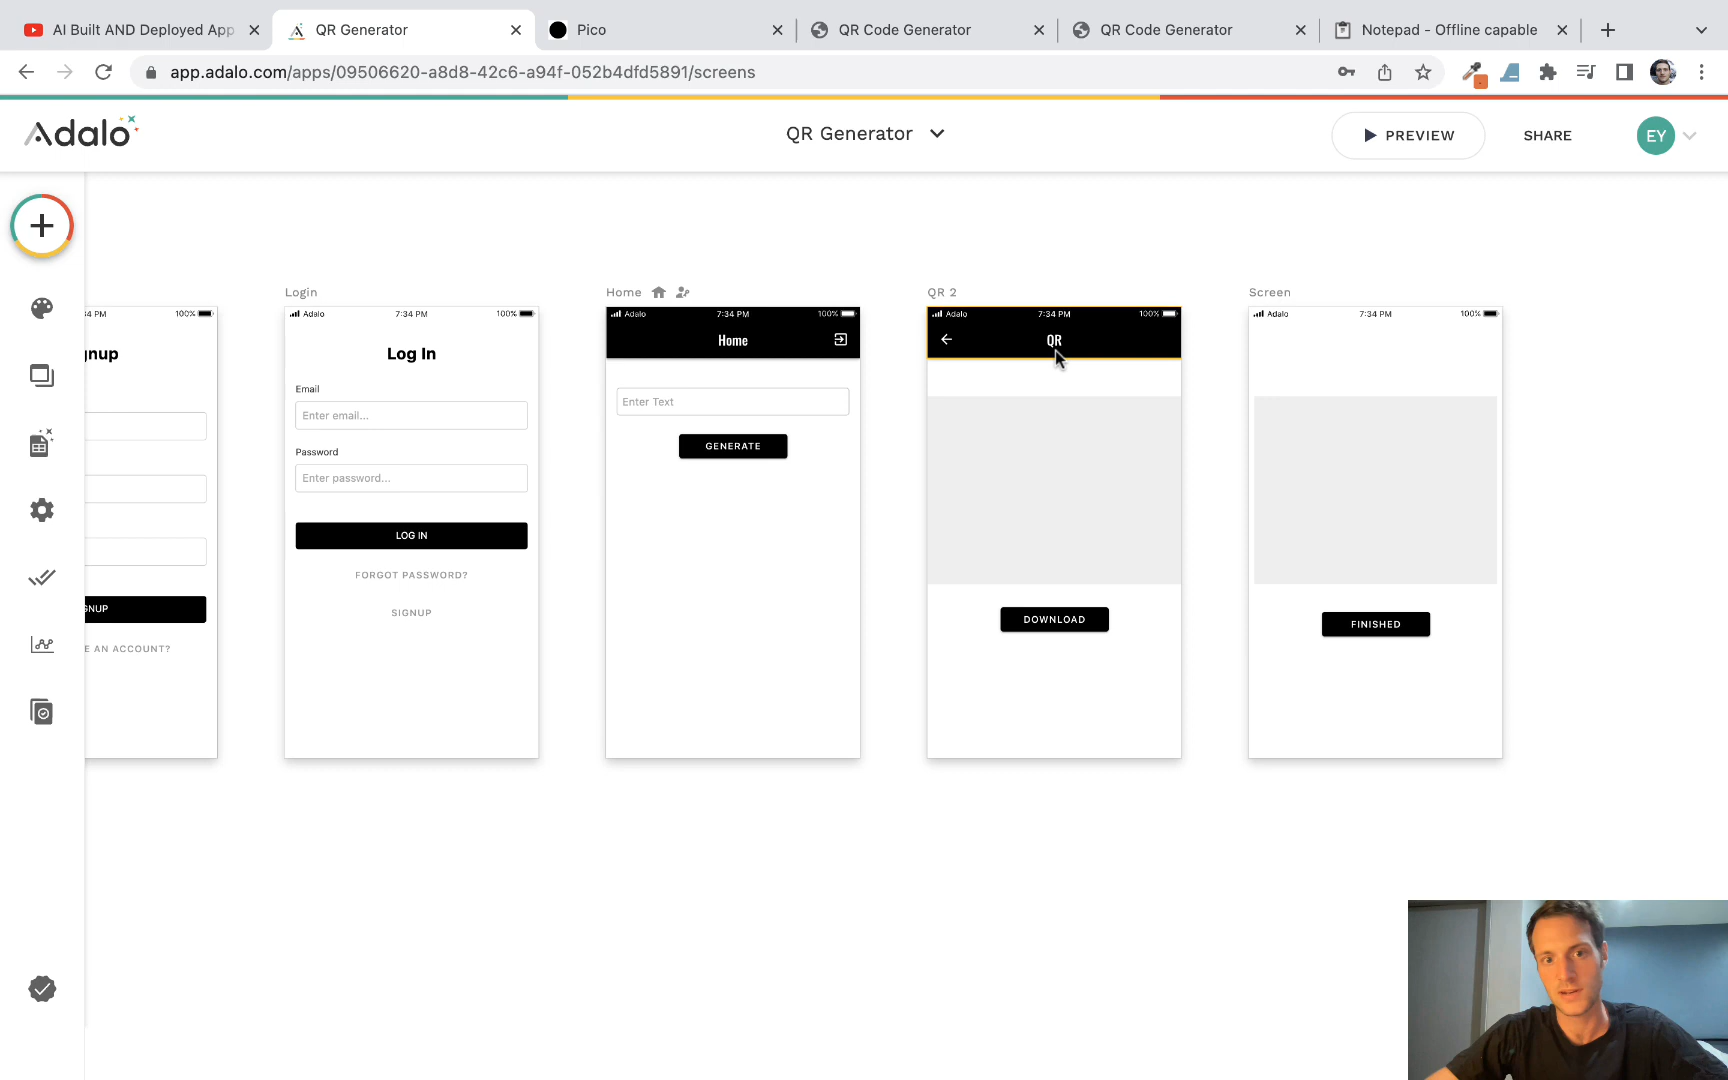 AI Built AND Deployed App
QR Generator
Pico
QR Code Generator
QR Code Generator
Notepad - Offline capable
app.adalo.com/apps/09506620-a8d8-42c6-a94f-052b4dfd5891/screens
Adalo
QR Generator
PREVIEW
SHARE
EY
Login
Home
QR 2
Screen
34 PM
100%
Adalo
7:34 PM
100%
Adalo
7:34 PM
100%
Adalo
7:34 PM
100%
Adalo
7:34 PM
100%
gnup
Log In
Home
QR
Email
Enter email...
Enter Text
GENERATE
Password
Enter password...
LOG IN
FORGOT PASSWORD?
SIGNUP
GNUP
E AN ACCOUNT?
DOWNLOAD
FINISHED